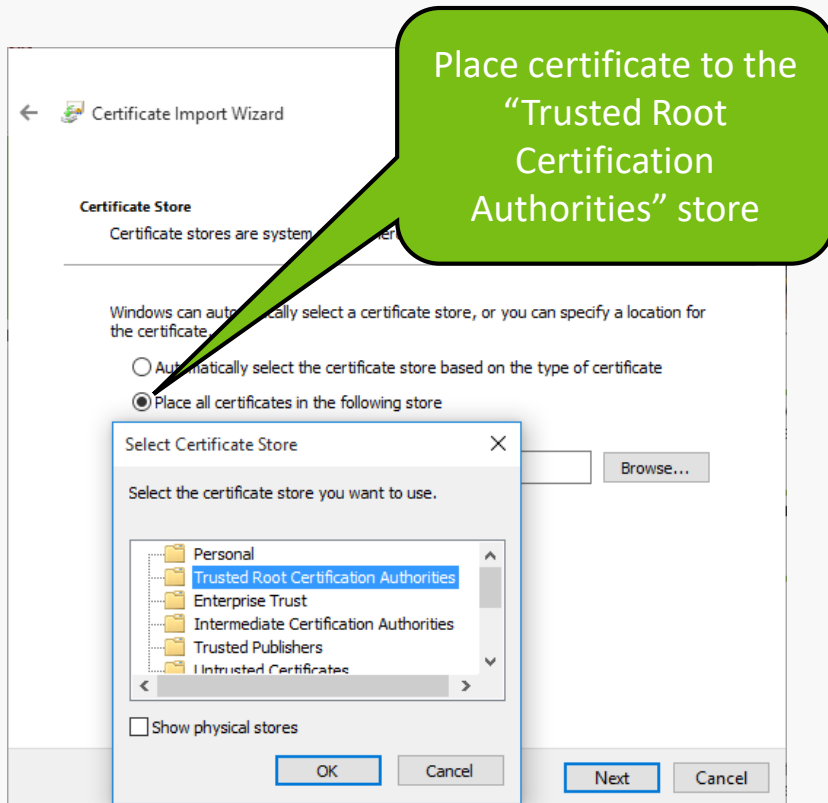 Place certificate to the
“Trusted Root
Certification
Authorities” store
Certificate Import Wizard
Certificate Store
Certificate stores are system
Windows can automatically select a certificate store, or you can specify a location for
the certificate.
Automatically select the certificate store based on the type of certificate
Place all certificates in the following store
Browse...
Select Certificate Store
Select the certificate store you want to use.
Personal
Trusted Root Certification Authorities
Enterprise Trust
Intermediate Certification Authorities
Trusted Publishers
Untrusted Certificates
Show physical stores
OK
Cancel
Next
Cancel